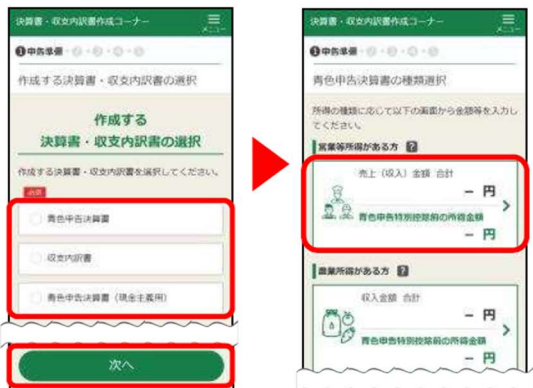 決算書・収支内訳書作成コーナー
メニュー
❶申告準備
2
3
4
5
作成する決算書・収支内訳書の選択
作成する
決算書・収支内訳書の選択
作成する決算書・収支内訳書を選択してください。
必須
青色申告決算書
収支内訳書
青色申告決算書（現金主義用）
次へ
決算書・収支内訳書作成コーナー
メニュー
❶申告準備
2
3
4
5
青色申告決算書の種類選択
所得の種類に応じて以下の画面から金額等を入力し
てください。
営業等所得がある方 ?
売上（収入）金額 合計
− 円
青色申告特別控除前の所得金額
− 円
農業所得がある方 ?
収入金額 合計
− 円
青色申告特別控除前の所得金額
− 円